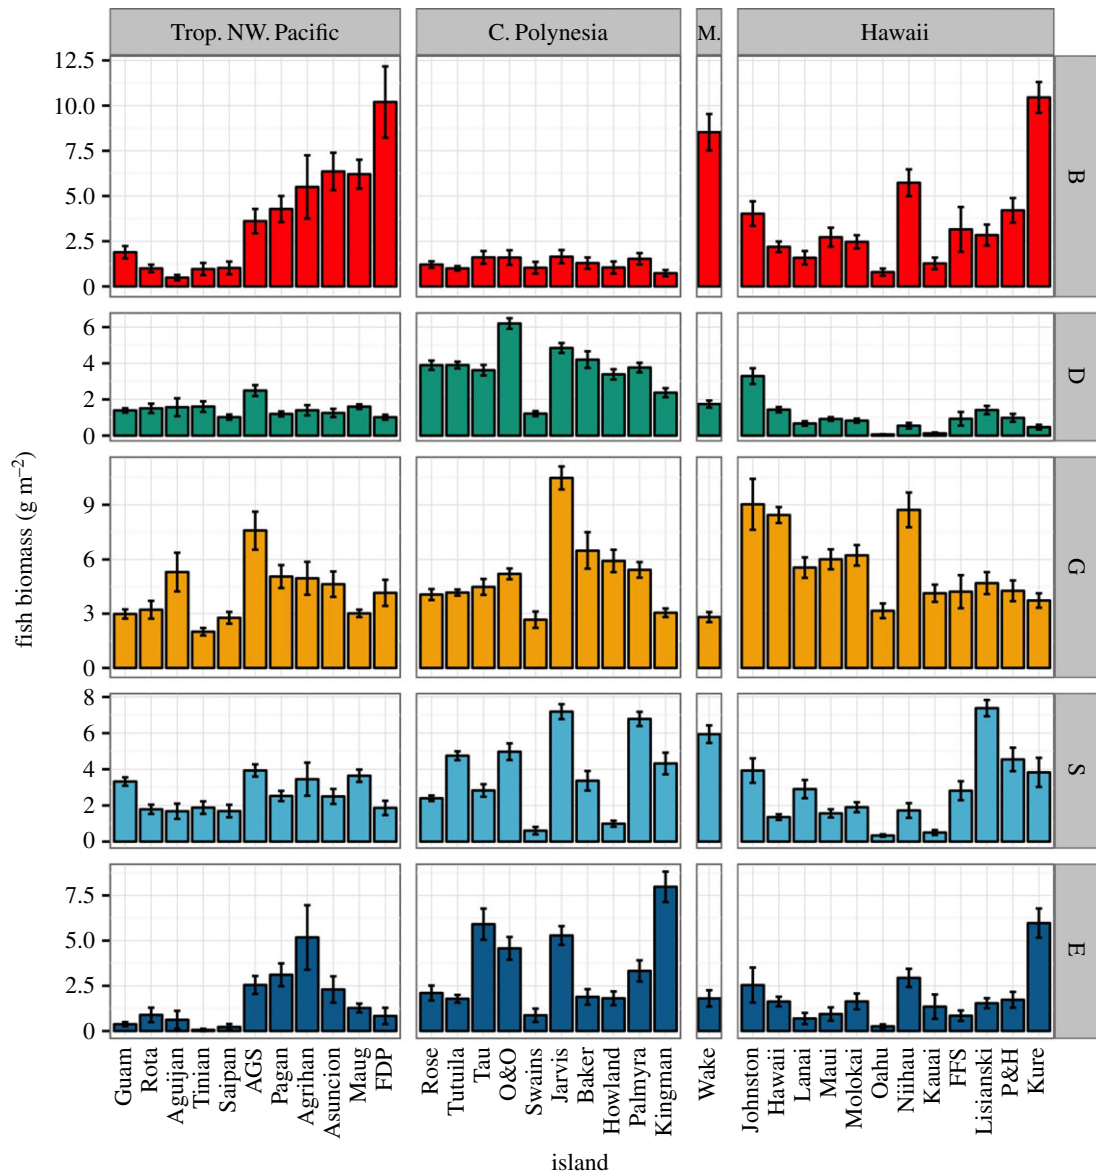 Trop. NW. Pacific C. Polynesia M. Hawaii
12.5
10.0
7.5
5.0
2.5
0
B
6
4
2
0
D
9
6
3
0
G
8
6
4
2
0
S
7.5
5.0
2.5
0
E
fish biomass (g m−2)
Guam Rota Aguijan Tinian Saipan AGS Pagan Agrihan Asuncion Maug FDP Rose Tutuila Tau O&O Swains Jarvis Baker Howland Palmyra Kingman Wake Johnston Hawaii Lanai Maui Molokai Oahu Niihau Kauai FFS Lisianski P&H Kure
island